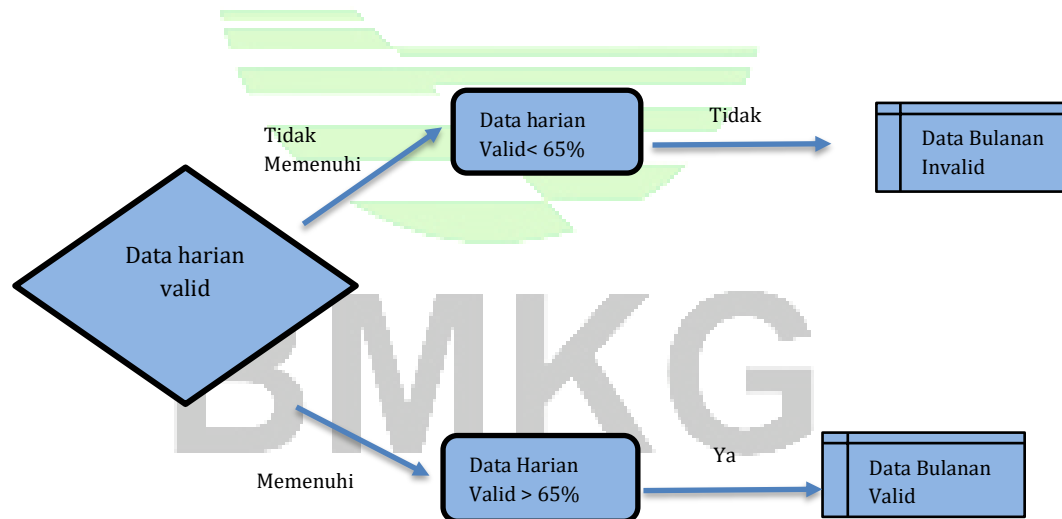 Data harian
valid
Tidak
Memenuhi
Data harian
Valid< 65%
Tidak
Data Bulanan
Invalid
Memenuhi
Data Harian
Valid > 65%
Ya
Data Bulanan
Valid
BMKG